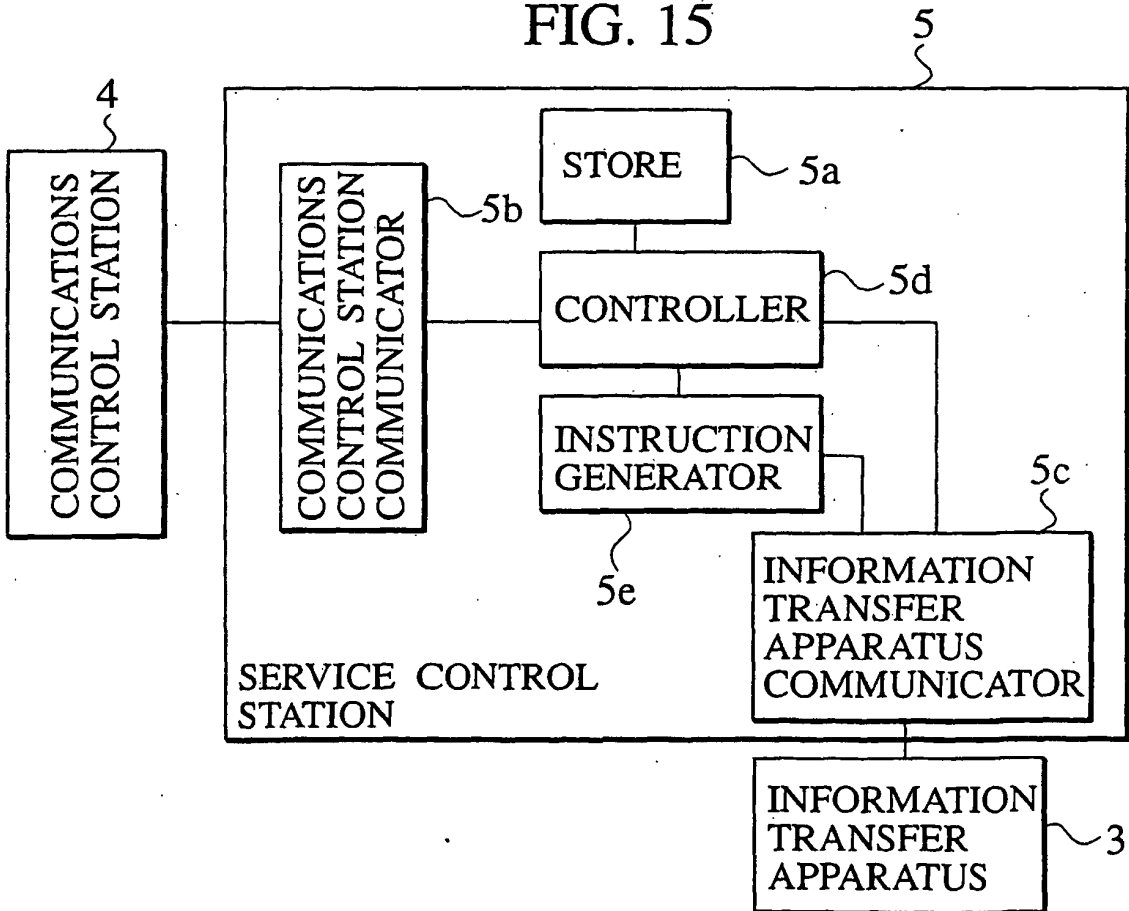 FIG. 15
5
4
COMMUNICATIONS
CONTROL STATION
COMMUNICATIONS
CONTROL STATION
COMMUNICATOR
5b
STORE
5a
CONTROLLER
5d
INSTRUCTION
GENERATOR
5e
5c
INFORMATION
TRANSFER
APPARATUS
COMMUNICATOR
SERVICE CONTROL
STATION
INFORMATION
TRANSFER
APPARATUS
3